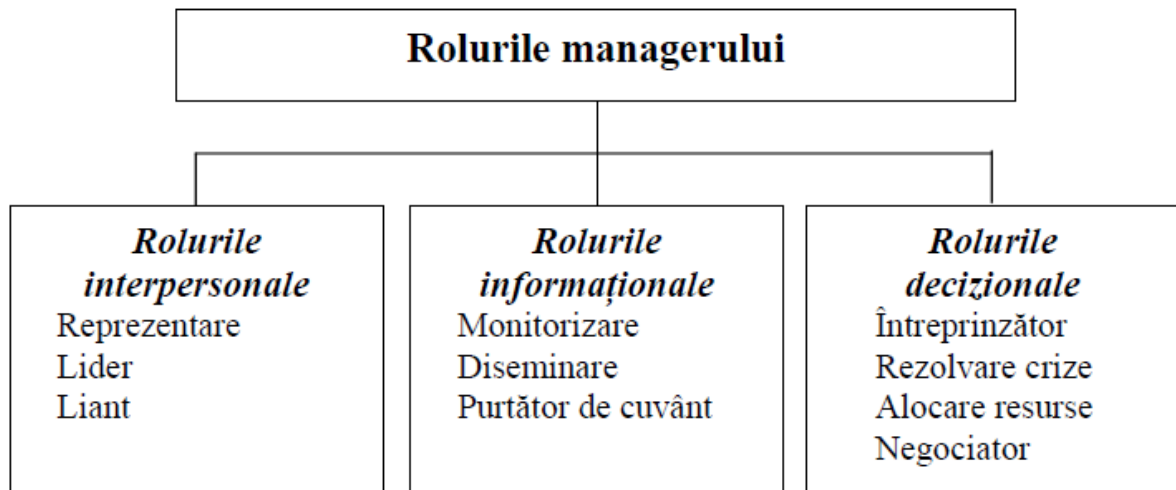 Rolurile managerului
Rolurile
interpersonale
Reprezentare
Lider
Liant
Rolurile
informaționale
Monitorizare
Diseminare
Purtător de cuvânt
Rolurile
decizionale
Întreprinzător
Rezolvare crize
Alocare resurse
Negociator